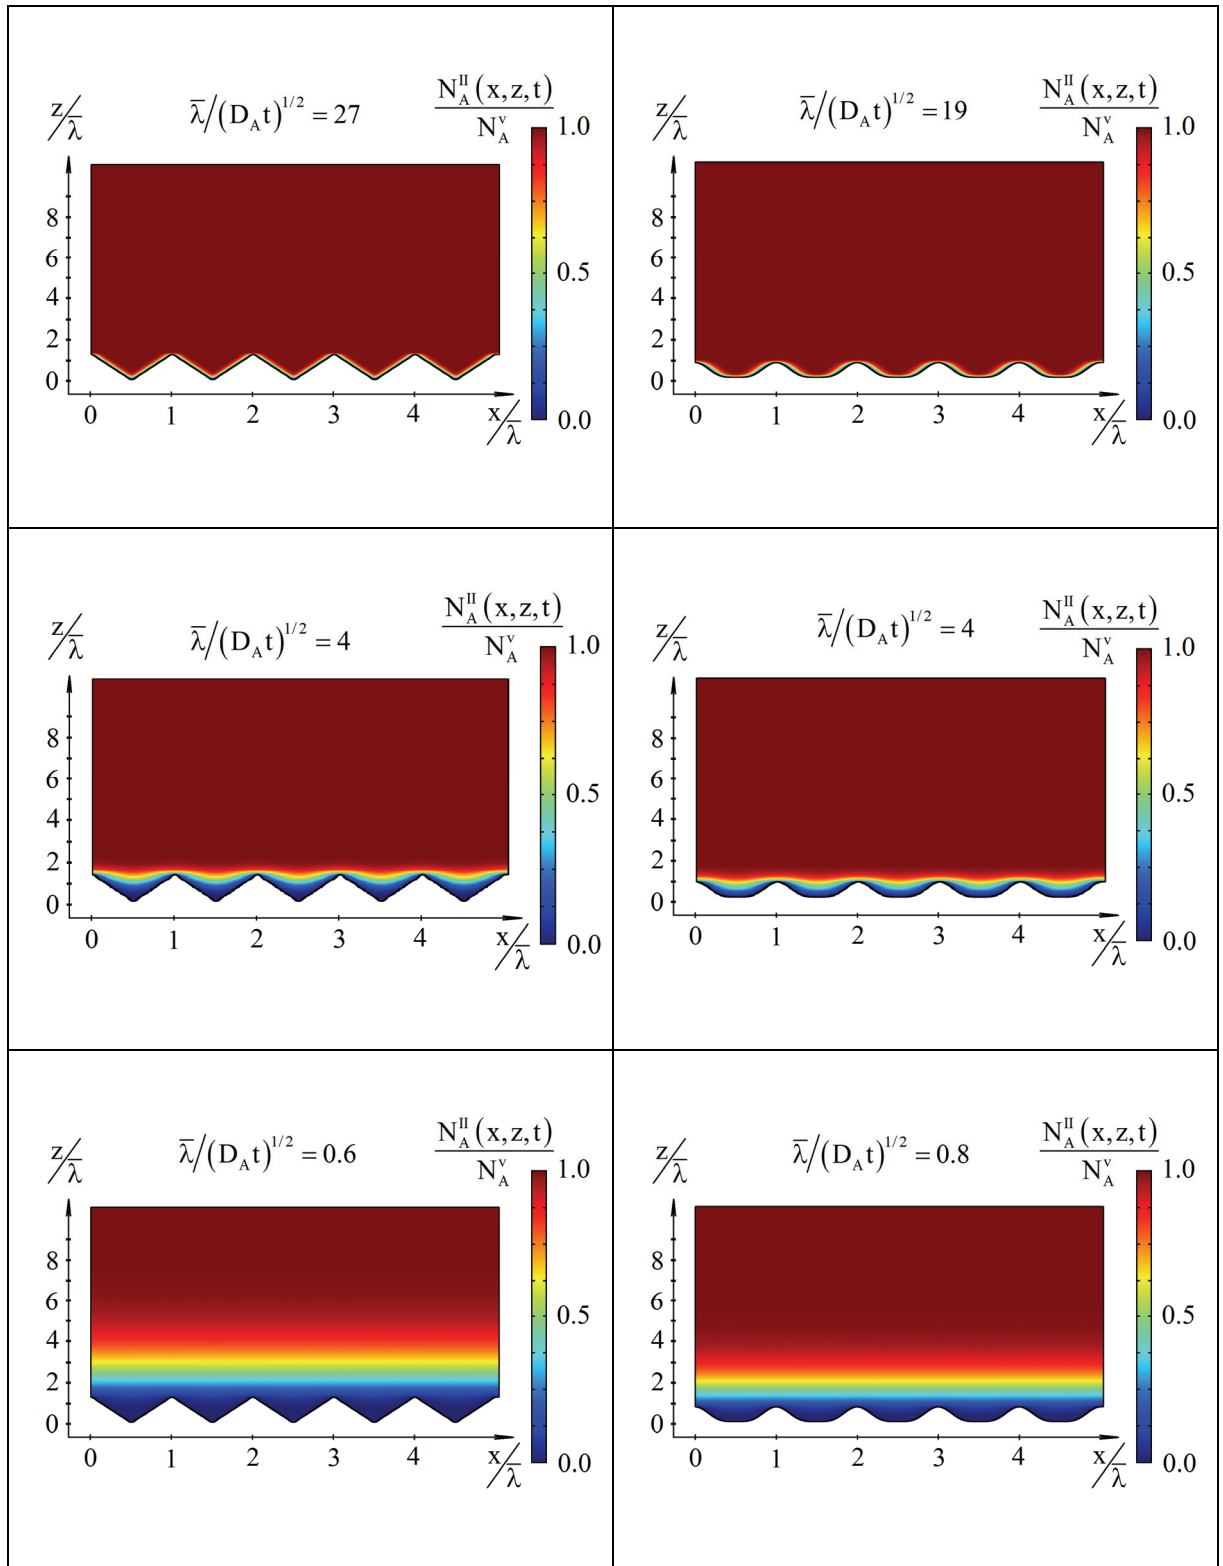 z/λ̅
λ̅/(D_A t)^{1/2} = 27
N_A^{II}(x,z,t)/N_A^v
1.0
0.5
0.0
8
6
4
2
0
0 1 2 3 4 x/λ̅
z/λ̅
λ̅/(D_A t)^{1/2} = 19
N_A^{II}(x,z,t)/N_A^v
1.0
0.5
0.0
8
6
4
2
0
0 1 2 3 4 x/λ̅
z/λ̅
λ̅/(D_A t)^{1/2} = 4
N_A^{II}(x,z,t)/N_A^v
1.0
0.5
0.0
8
6
4
2
0
0 1 2 3 4 x/λ̅
z/λ̅
λ̅/(D_A t)^{1/2} = 4
N_A^{II}(x,z,t)/N_A^v
1.0
0.5
0.0
8
6
4
2
0
0 1 2 3 4 x/λ̅
z/λ̅
λ̅/(D_A t)^{1/2} = 0.6
N_A^{II}(x,z,t)/N_A^v
1.0
0.5
0.0
8
6
4
2
0
0 1 2 3 4 x/λ̅
z/λ̅
λ̅/(D_A t)^{1/2} = 0.8
N_A^{II}(x,z,t)/N_A^v
1.0
0.5
0.0
8
6
4
2
0
0 1 2 3 4 x/λ̅